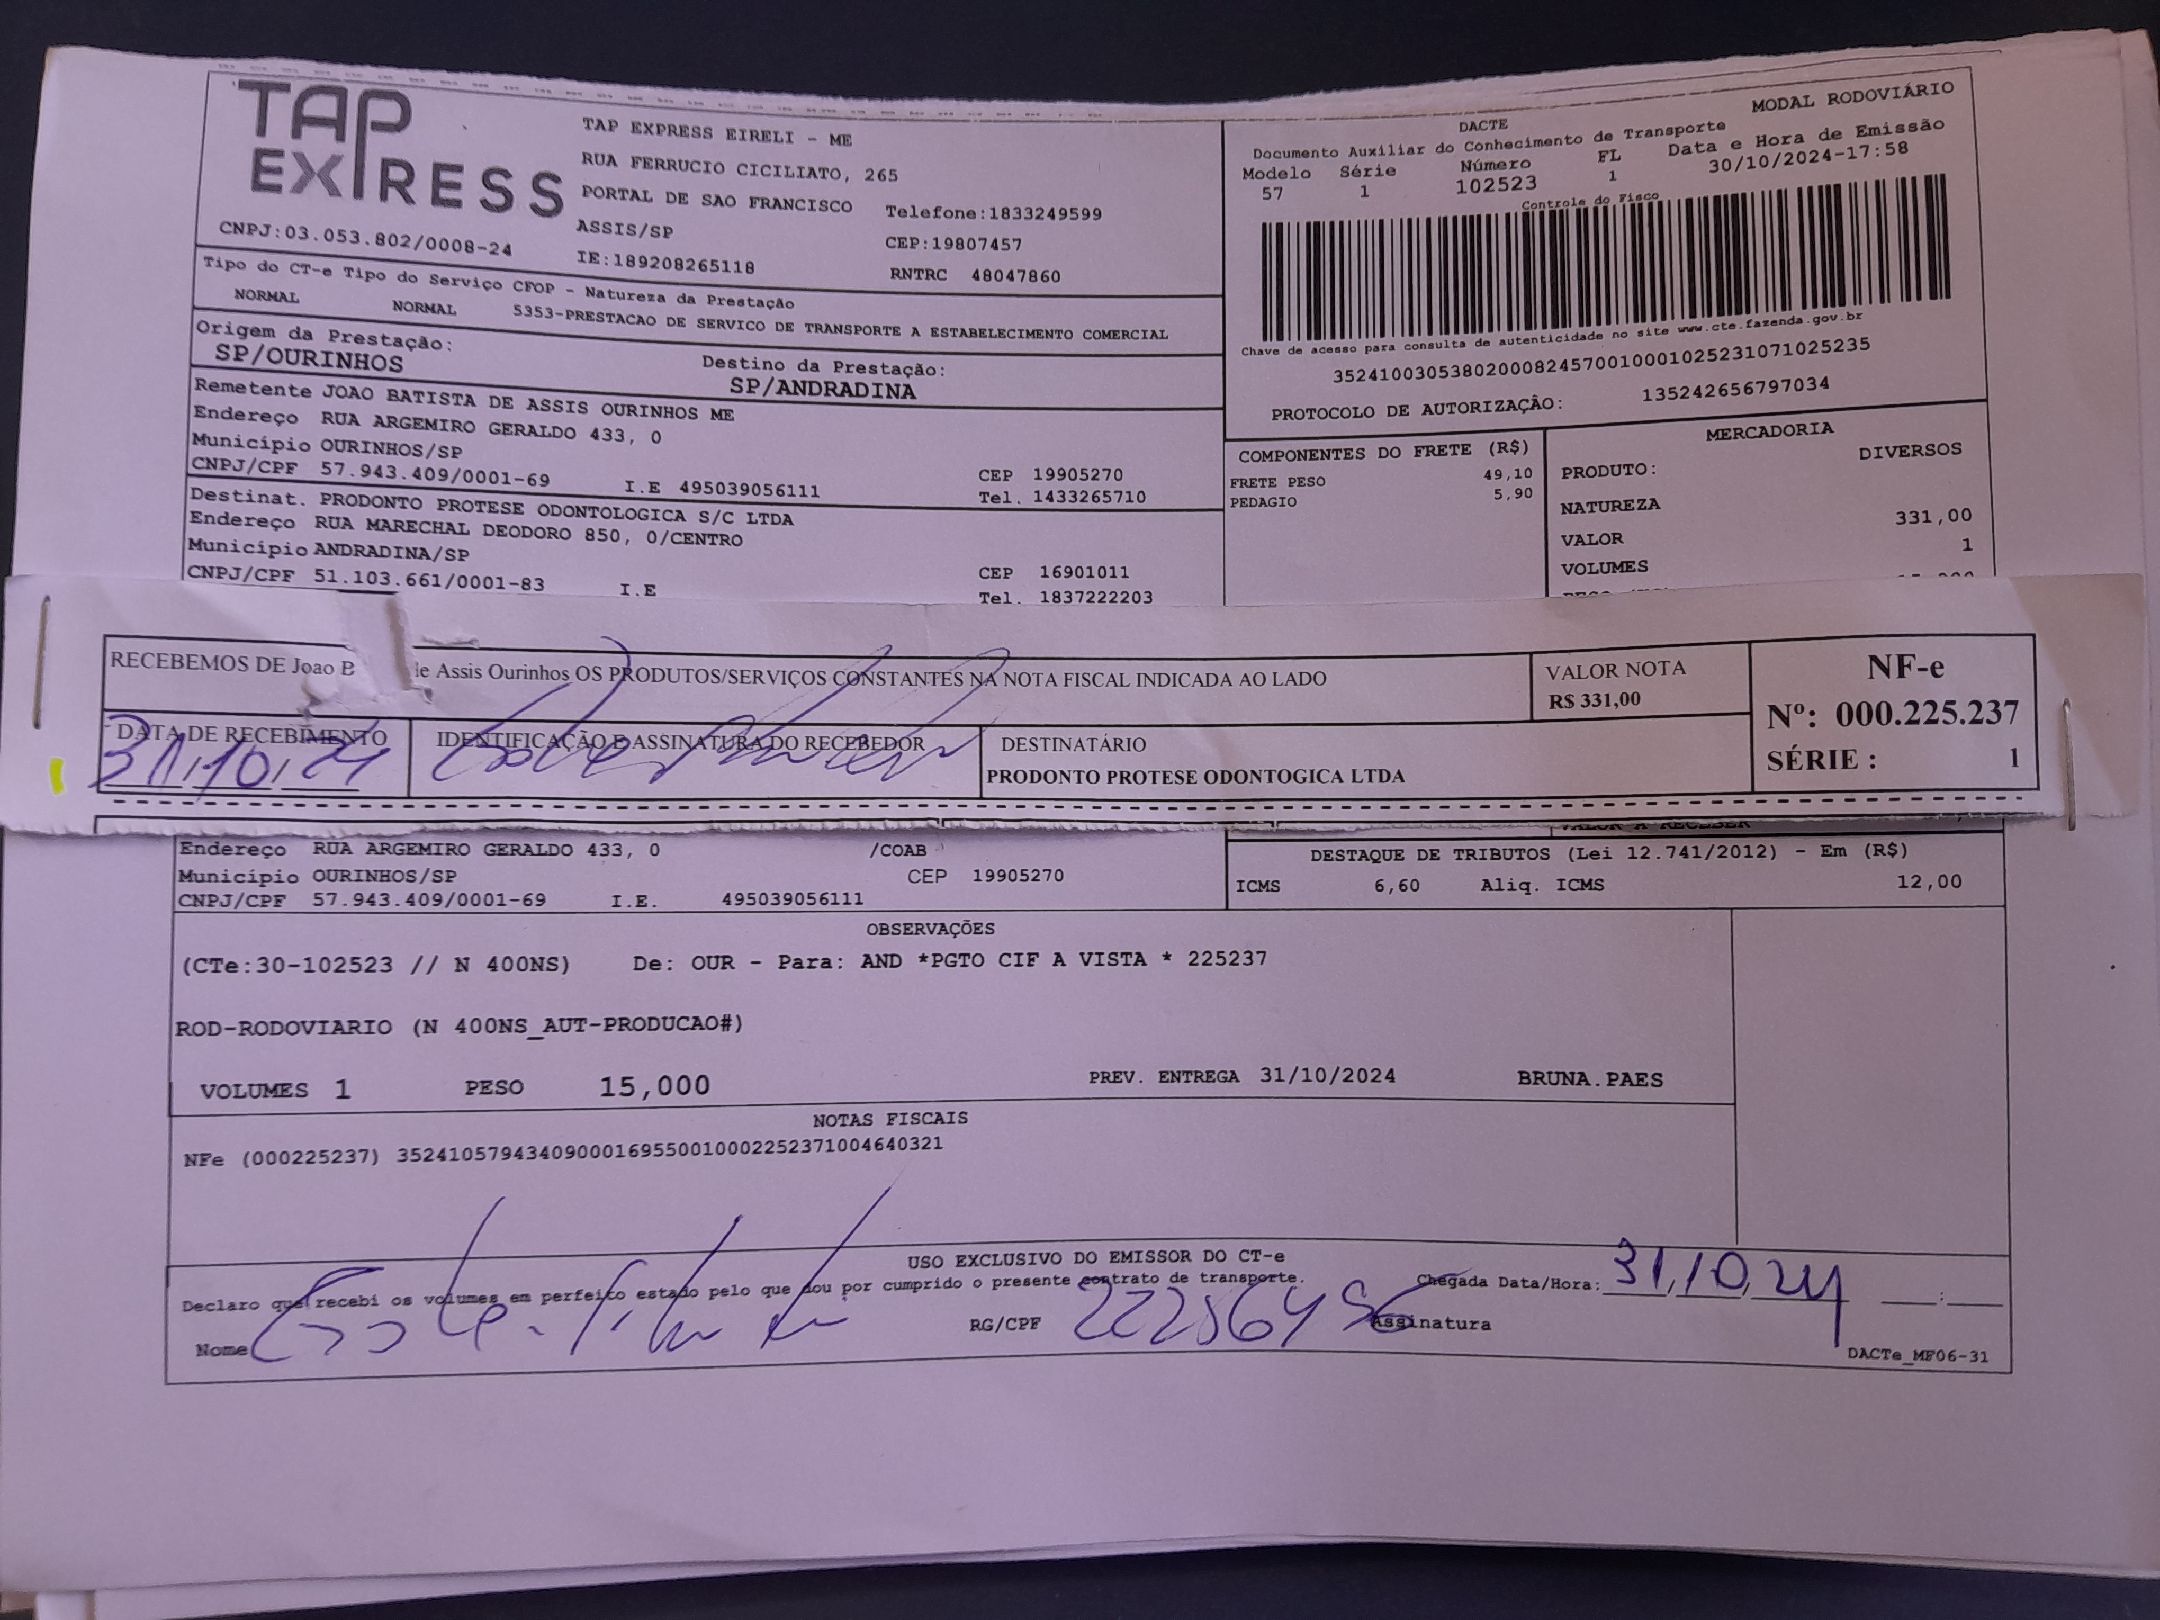 TAP
EXPRESS
TAP EXPRESS EIRELI - ME
RUA FERRUCIO CICILIATO, 265
PORTAL DE SAO FRANCISCO Telefone:1833249599
CNPJ:03.053.802/0008-24 ASSIS/SP CEP:19807457
IE:189208265118 RNTRC 48047860
Tipo do CT-e Tipo do Serviço CFOP - Natureza da Prestação
NORMAL NORMAL 5353-PRESTACAO DE SERVICO DE TRANSPORTE A ESTABELECIMENTO COMERCIAL
Origem da Prestação: Destino da Prestação:
SP/OURINHOS SP/ANDRADINA
Remetente JOAO BATISTA DE ASSIS OURINHOS ME
Endereço RUA ARGEMIRO GERALDO 433, 0
Município OURINHOS/SP CEP 19905270
CNPJ/CPF 57.943.409/0001-69 I.E 495039056111 Tel. 1433265710
Destinat. PRODONTO PROTESE ODONTOLOGICA S/C LTDA
Endereço RUA MARECHAL DEODORO 850, 0/CENTRO
Município ANDRADINA/SP CEP 16901011
CNPJ/CPF 51.103.661/0001-83 I.E Tel. 1837222203
MODAL RODOVIÁRIO
DACTE
Documento Auxiliar do Conhecimento de Transporte
Modelo Série Número FL Data e Hora de Emissão
57 1 102523 1 30/10/2024-17:58
Controle do Fisco
Chave de acesso para consulta de autenticidade no site www.cte.fazenda.gov.br
35241003053802000824570010001025231071025235
PROTOCOLO DE AUTORIZAÇÃO: 135242656797034
COMPONENTES DO FRETE (R$)
FRETE PESO 49,10
PEDAGIO 5,90
MERCADORIA
PRODUTO: DIVERSOS
NATUREZA
VALOR 331,00
VOLUMES 1
RECEBEMOS DE Joao B de Assis Ourinhos OS PRODUTOS/SERVIÇOS CONSTANTES NA NOTA FISCAL INDICADA AO LADO
VALOR NOTA
R$ 331,00
NF-e
Nº: 000.225.237
SÉRIE : 1
DATA DE RECEBIMENTO
31/10/24
IDENTIFICAÇÃO E ASSINATURA DO RECEBEDOR
DESTINATÁRIO
PRODONTO PROTESE ODONTOGICA LTDA
VALOR A RECEBER
Endereço RUA ARGEMIRO GERALDO 433, 0 /COAB
Município OURINHOS/SP CEP 19905270
CNPJ/CPF 57.943.409/0001-69 I.E. 495039056111
DESTAQUE DE TRIBUTOS (Lei 12.741/2012) - Em (R$)
ICMS 6,60 Aliq. ICMS 12,00
OBSERVAÇÕES
(CTe:30-102523 // N 400NS) De: OUR - Para: AND *PGTO CIF A VISTA * 225237
ROD-RODOVIARIO (N 400NS_AUT-PRODUCAO#)
VOLUMES 1 PESO 15,000 PREV. ENTREGA 31/10/2024 BRUNA.PAES
NOTAS FISCAIS
NFe (000225237) 35241057943409000169550010002252371004640321
USO EXCLUSIVO DO EMISSOR DO CT-e
Declaro que recebi os volumes em perfeito estado pelo que dou por cumprido o presente contrato de transporte. Chegada Data/Hora: 31/10/24 :
Nome RG/CPF Assinatura
DACTe_MF06-31